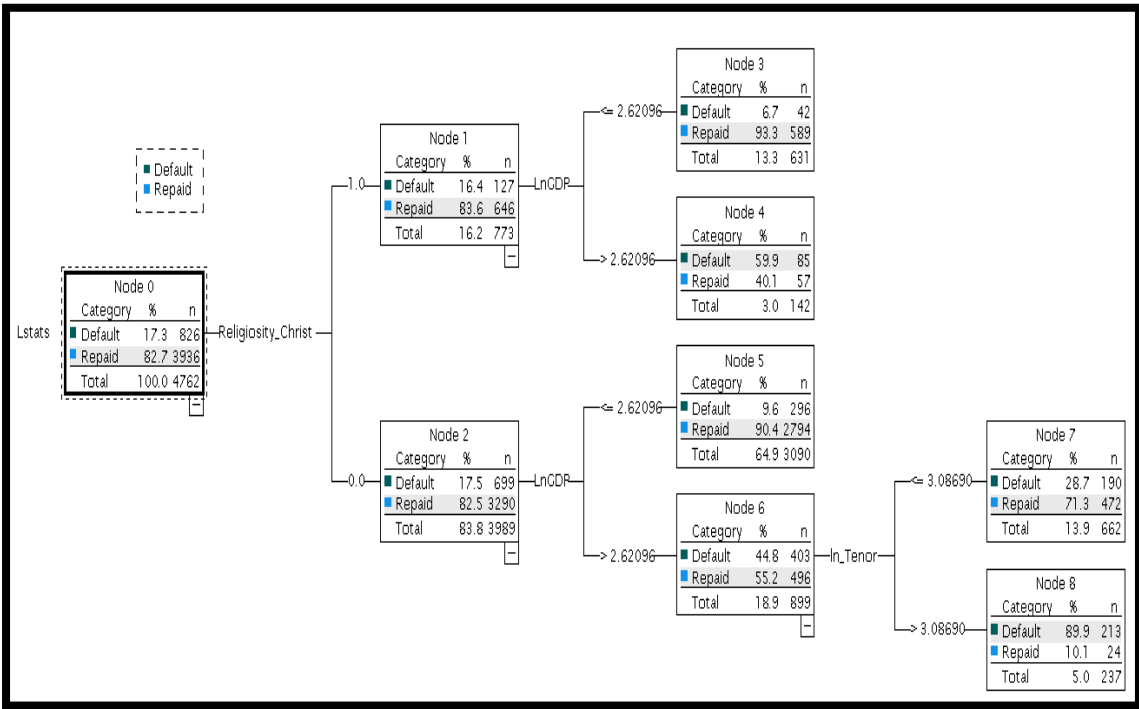 Default
Repaid
Lstats
Node 0
Category % n
Default 17.3 826
Repaid 82.7 3936
Total 100.0 4762
Religiosity_Christ
1.0
Node 1
Category % n
Default 16.4 127
Repaid 83.6 646
Total 16.2 773
LnGDP
<= 2.62096
Node 3
Category % n
Default 6.7 42
Repaid 93.3 589
Total 13.3 631
> 2.62096
Node 4
Category % n
Default 59.9 85
Repaid 40.1 57
Total 3.0 142
0.0
Node 2
Category % n
Default 17.5 699
Repaid 82.5 3290
Total 83.8 3989
LnGDP
<= 2.62096
Node 5
Category % n
Default 9.6 296
Repaid 90.4 2794
Total 64.9 3090
> 2.62096
Node 6
Category % n
Default 44.8 403
Repaid 55.2 496
Total 18.9 899
ln_Tenor
<= 3.08690
Node 7
Category % n
Default 28.7 190
Repaid 71.3 472
Total 13.9 662
> 3.08690
Node 8
Category % n
Default 89.9 213
Repaid 10.1 24
Total 5.0 237